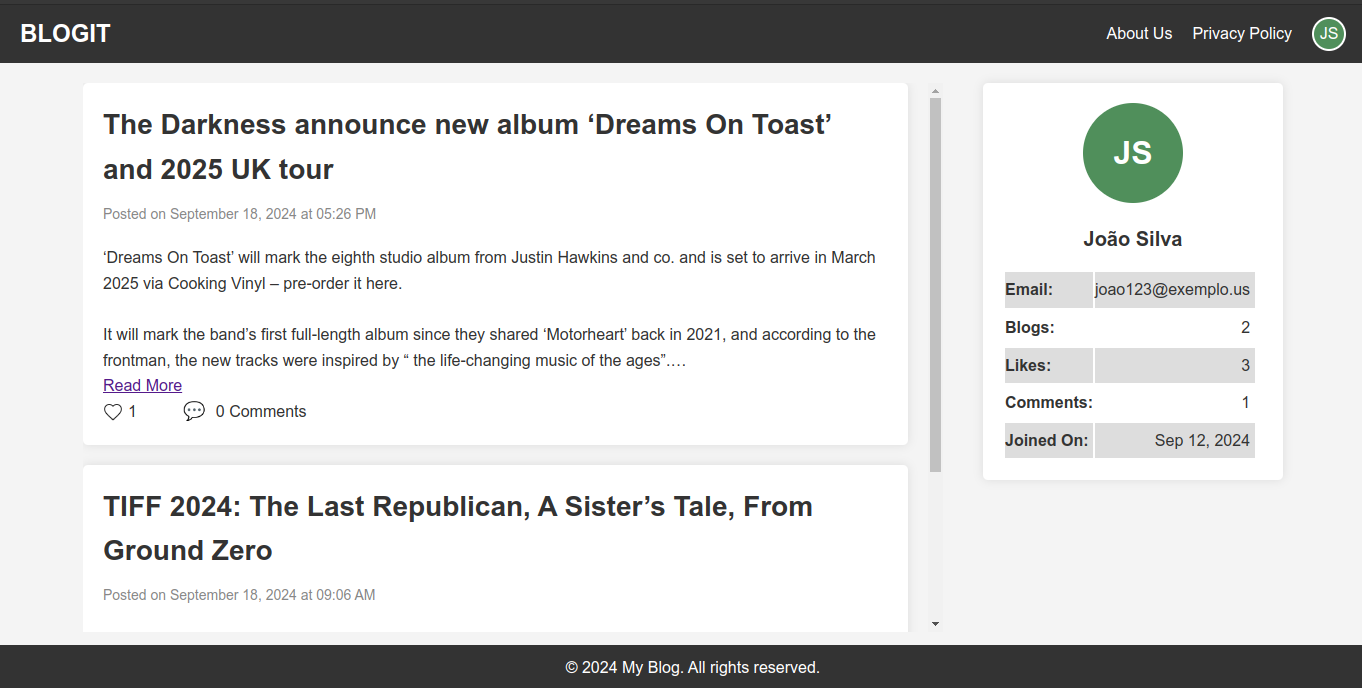 BLOGIT
About Us Privacy Policy JS
The Darkness announce new album ‘Dreams On Toast’
and 2025 UK tour
Posted on September 18, 2024 at 05:26 PM
‘Dreams On Toast’ will mark the eighth studio album from Justin Hawkins and co. and is set to arrive in March
2025 via Cooking Vinyl – pre-order it here.
It will mark the band’s first full-length album since they shared ‘Motorheart’ back in 2021, and according to the
frontman, the new tracks were inspired by “ the life-changing music of the ages”.…
Read More
1 0 Comments
TIFF 2024: The Last Republican, A Sister’s Tale, From
Ground Zero
Posted on September 18, 2024 at 09:06 AM
JS
João Silva
Email: joao123@exemplo.us
Blogs: 2
Likes: 3
Comments: 1
Joined On: Sep 12, 2024
© 2024 My Blog. All rights reserved.